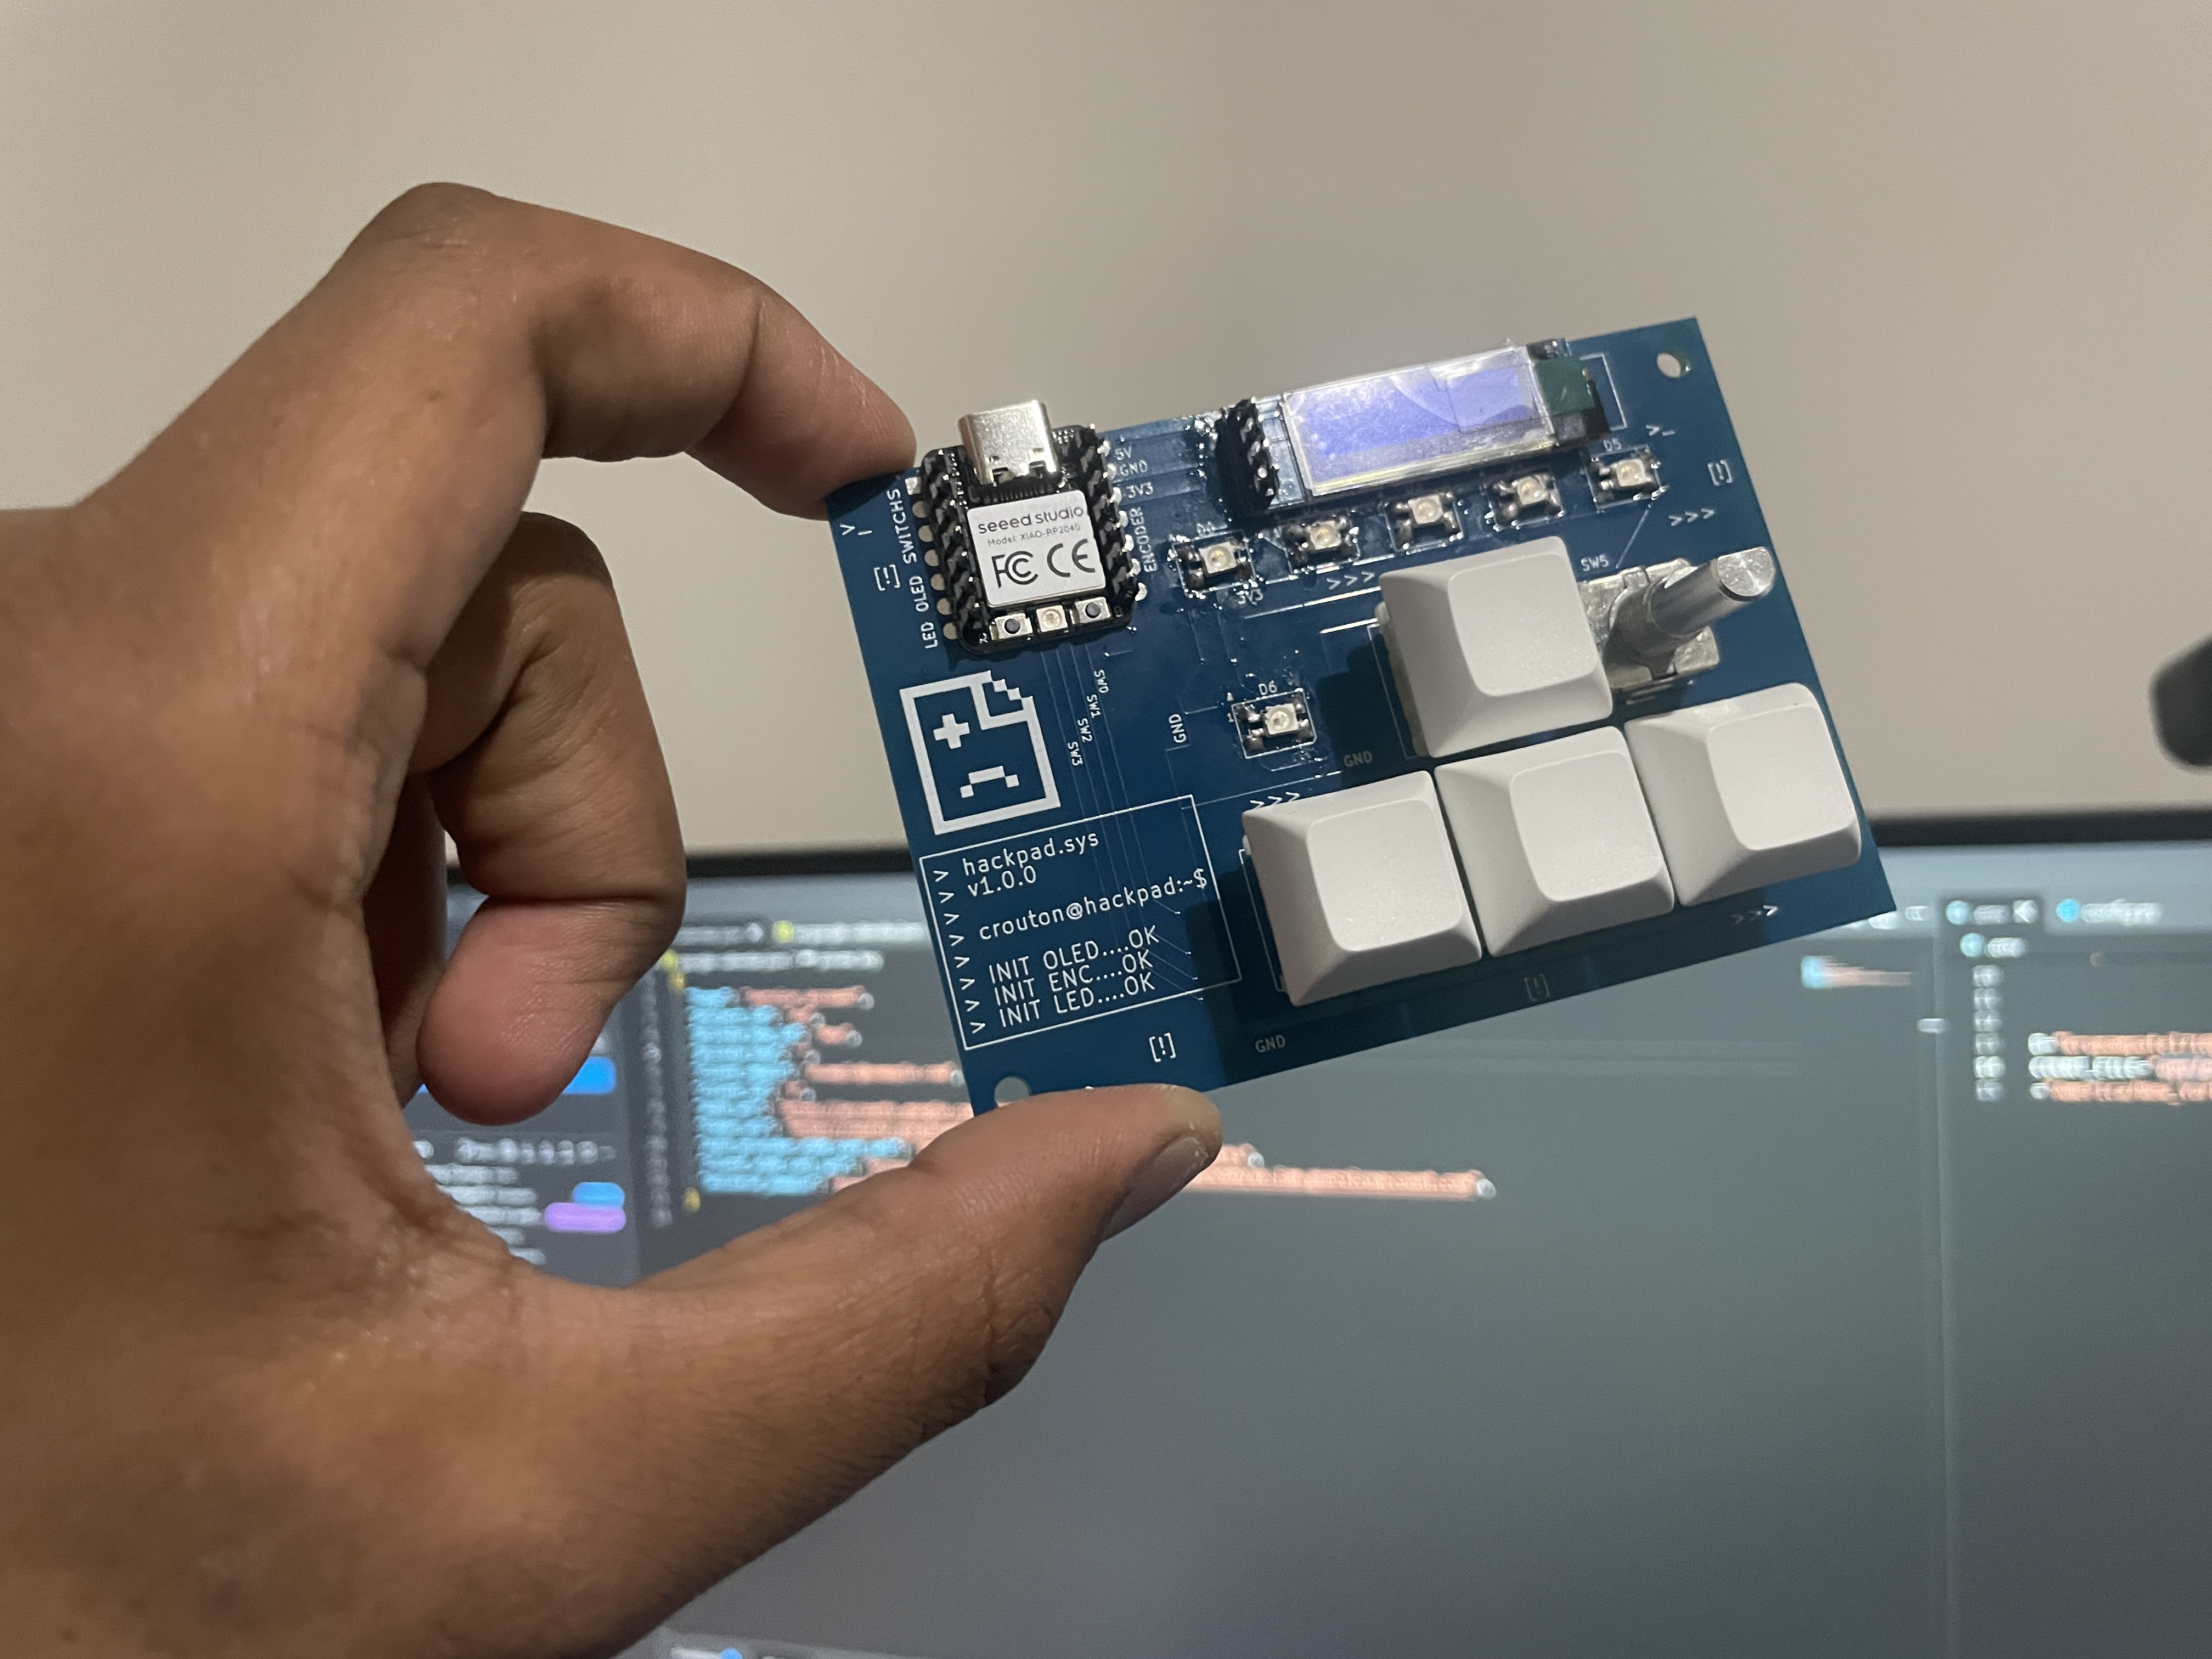 seeed studio
Model: XIAO-RP2040
FC CE
5V
GND
3V3
ENCODER
SWITCHS
OLED
LED
D5
>_
[!]
>>>
SW5
[!]
3V3
>>>
D6
GND
GND
SW0
SW1
SW2
SW3
>>>
hackpad.sys
v1.0.0
crouton@hackpad:~$
INIT OLED....OK
INIT ENC....OK
INIT LED....OK
>>>
[!]
[!]
GND